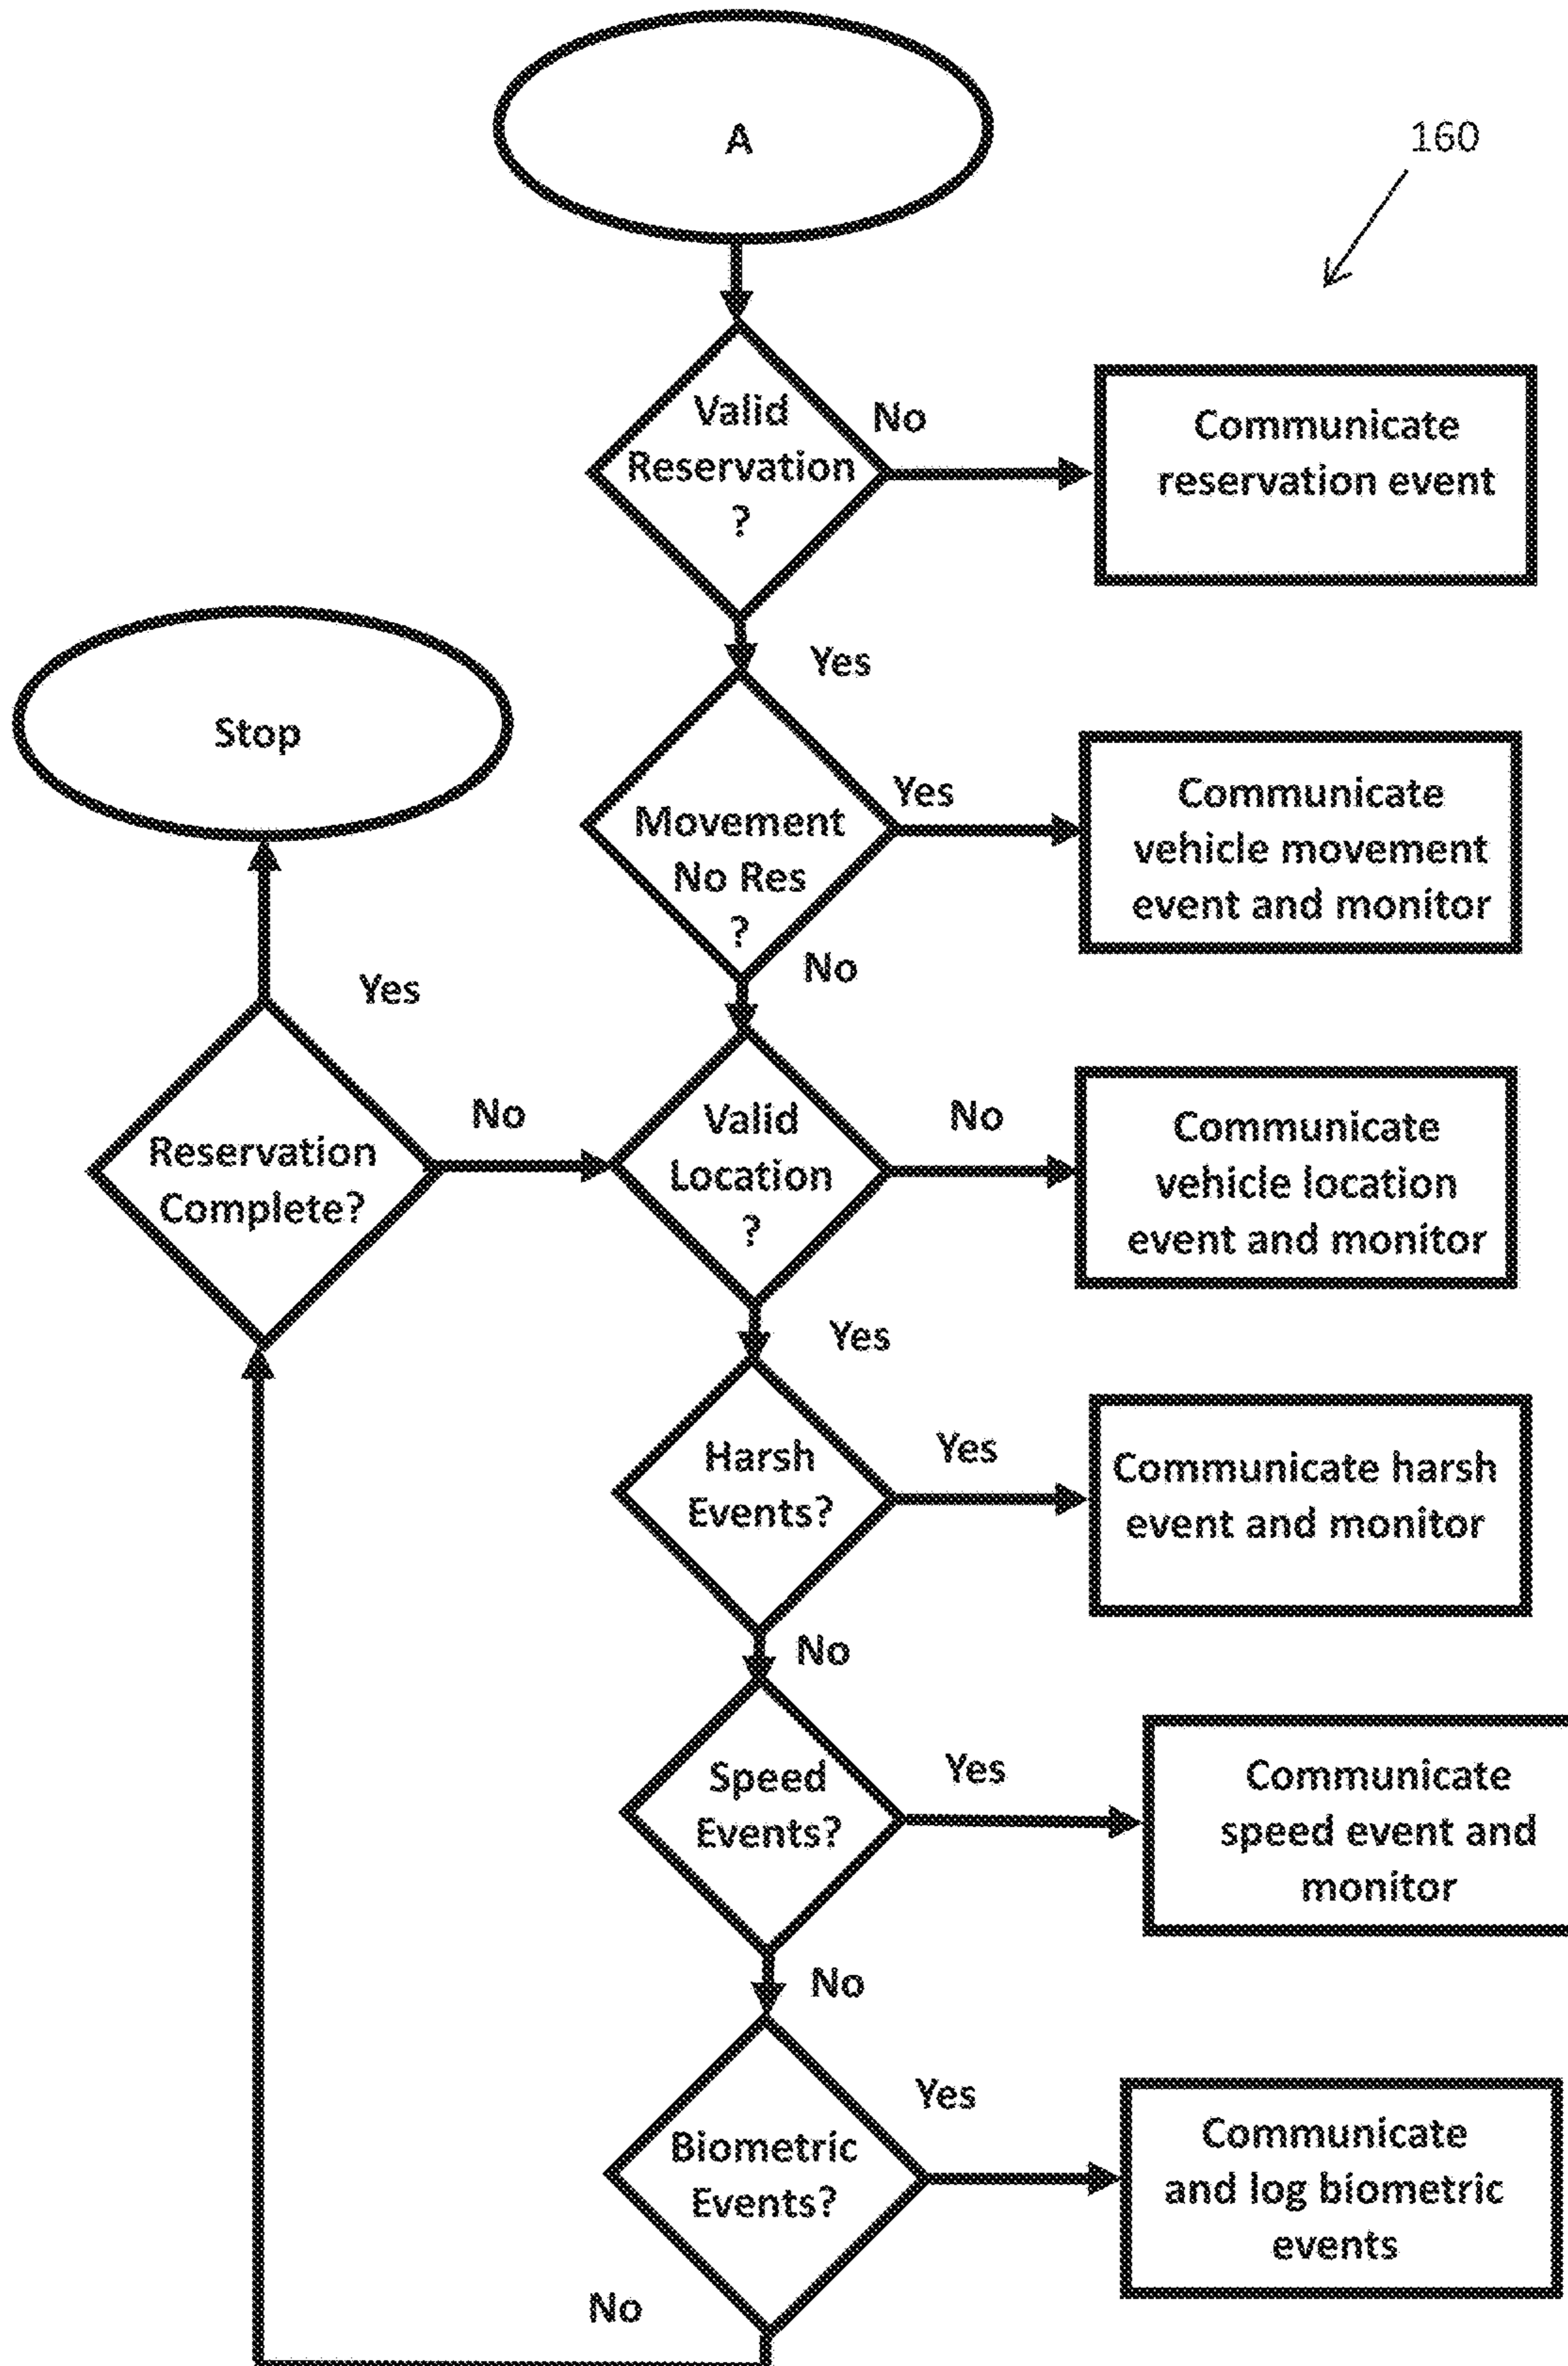 A
160
Valid
Reservation
?
No
Communicate
reservation event
Yes
Stop
Movement
No Res
?
Yes
Communicate
vehicle movement
event and monitor
No
Yes
Reservation
Complete?
No
Valid
Location
?
No
Communicate
vehicle location
event and monitor
Yes
Harsh
Events?
Yes
Communicate harsh
event and monitor
No
Speed
Events?
Yes
Communicate
speed event and
monitor
No
Biometric
Events?
Yes
Communicate
and log biometric
events
No